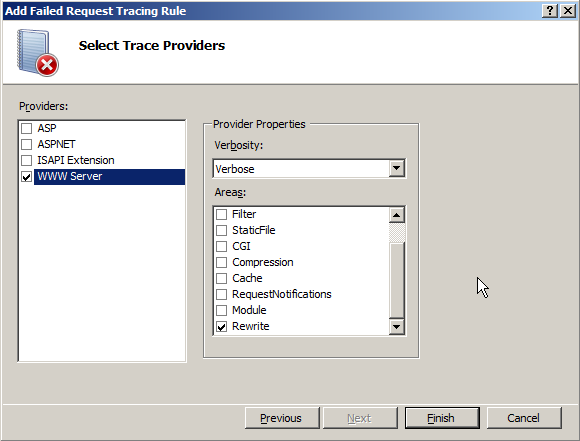 Add Failed Request Tracing Rule
Select Trace Providers
Providers:
ASP
ASPNET
ISAPI Extension
WWW Server
Provider Properties
Verbosity:
Verbose
Areas:
Filter
StaticFile
CGI
Compression
Cache
RequestNotifications
Module
Rewrite
Previous Next Finish Cancel